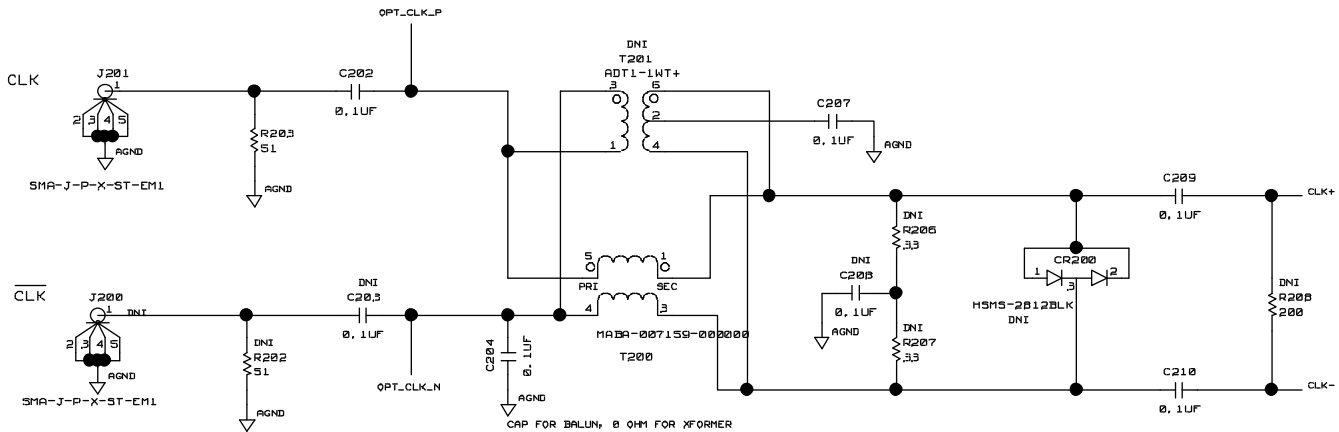 OPT_CLK_P
CLK
J201
1
2 3 4 5
AGND
SMA-J-P-X-ST-EM1
C202
0.1UF
R203
51
AGND
DNI
T201
ADT1-1WT+
3
6
2
1
4
C207
0.1UF
AGND
CLK
J200
1
DNI
2 3 4 5
AGND
SMA-J-P-X-ST-EM1
DNI
R202
51
AGND
DNI
C203
0.1UF
OPT_CLK_N
C204
0.1UF
AGND
5
1
PRI
SEC
4
3
MABA-007159-000000
T200
CAP FOR BALUN, 0 OHM FOR XFORMER
DNI
R206
33
DNI
C208
0.1UF
AGND
DNI
R207
33
CR200
1
2
3
HSMS-2812BLK
DNI
C209
0.1UF
CLK+
DNI
R208
200
C210
0.1UF
CLK-